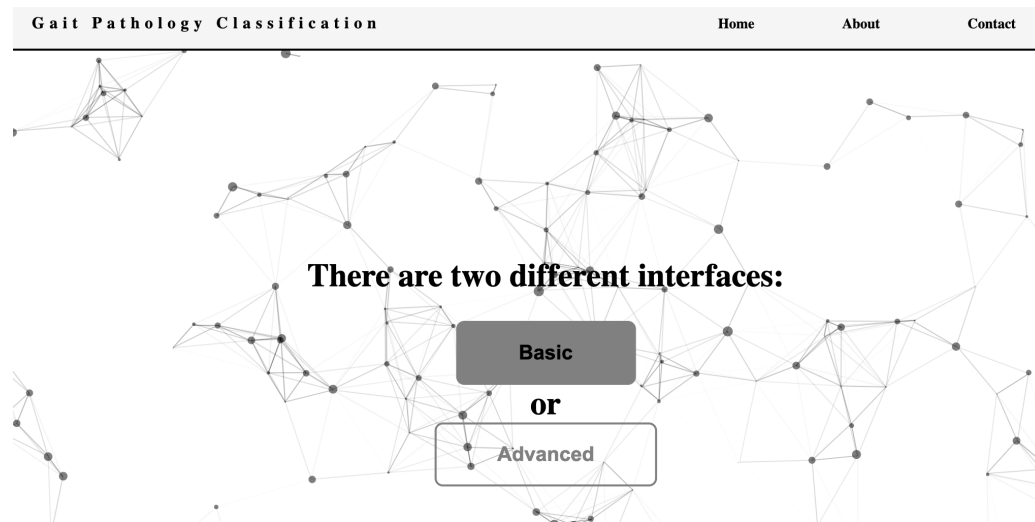 Gait Pathology Classification Home About Contact
There are two different interfaces:
Basic
or
Advanced